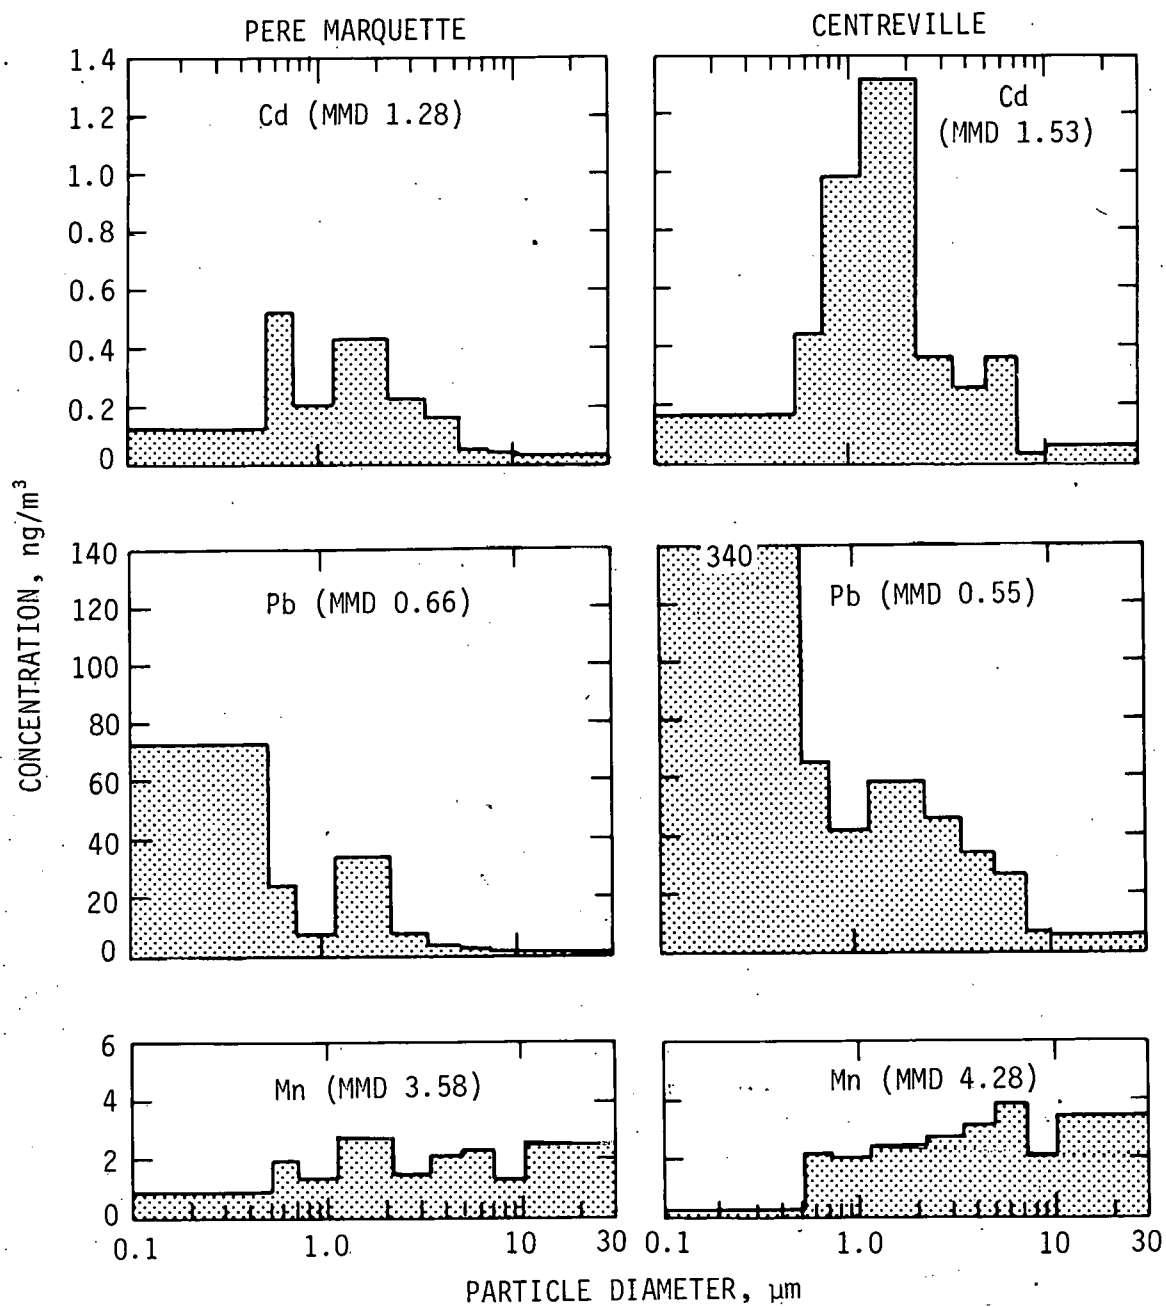 PERE MARQUETTE
CENTREVILLE
1.4
1.2
1.0
0.8
0.6
0.4
0.2
0
Cd (MMD 1.28)
Cd
(MMD 1.53)
CONCENTRATION, ng/m³
140
120
100
80
60
40
20
0
Pb (MMD 0.66)
340
Pb (MMD 0.55)
6
4
2
0
Mn (MMD 3.58)
Mn (MMD 4.28)
0.1 1.0 10 30
0.1 1.0 10 30
PARTICLE DIAMETER, µm